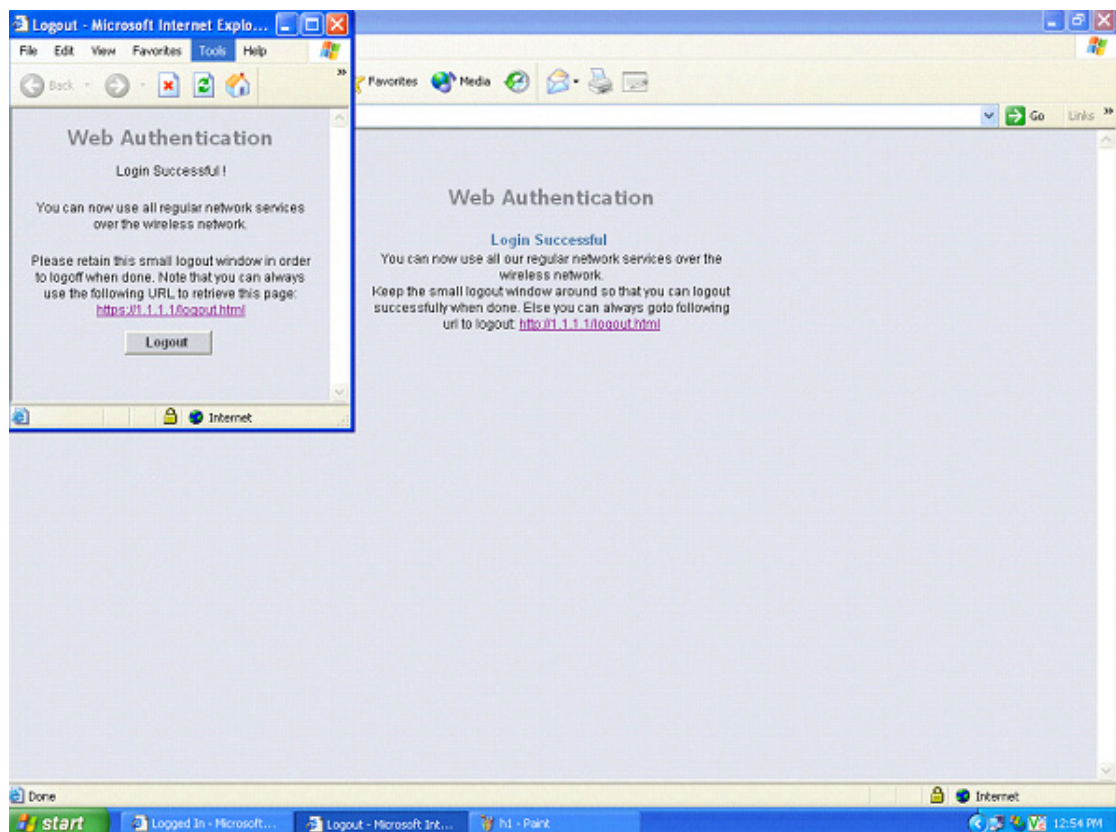 Logout - Microsoft Internet Explo...
File Edit View Favorites Tools Help
Back
Favorites Media
Go Links
Web Authentication
Login Successful !
You can now use all regular network services
over the wireless network.
Please retain this small logout window in order
to logoff when done. Note that you can always
use the following URL to retrieve this page:
https://1.1.1.1/logout.html
Logout
Internet
Web Authentication
Login Successful
You can now use all our regular network services over the
wireless network.
Keep the small logout window around so that you can logout
successfully when done. Else you can always goto following
url to logout: http://1.1.1.1/logout.html
Done
Internet
start
Logged In - Microsoft...
Logout - Microsoft Int...
h1 - Paint
12:54 PM